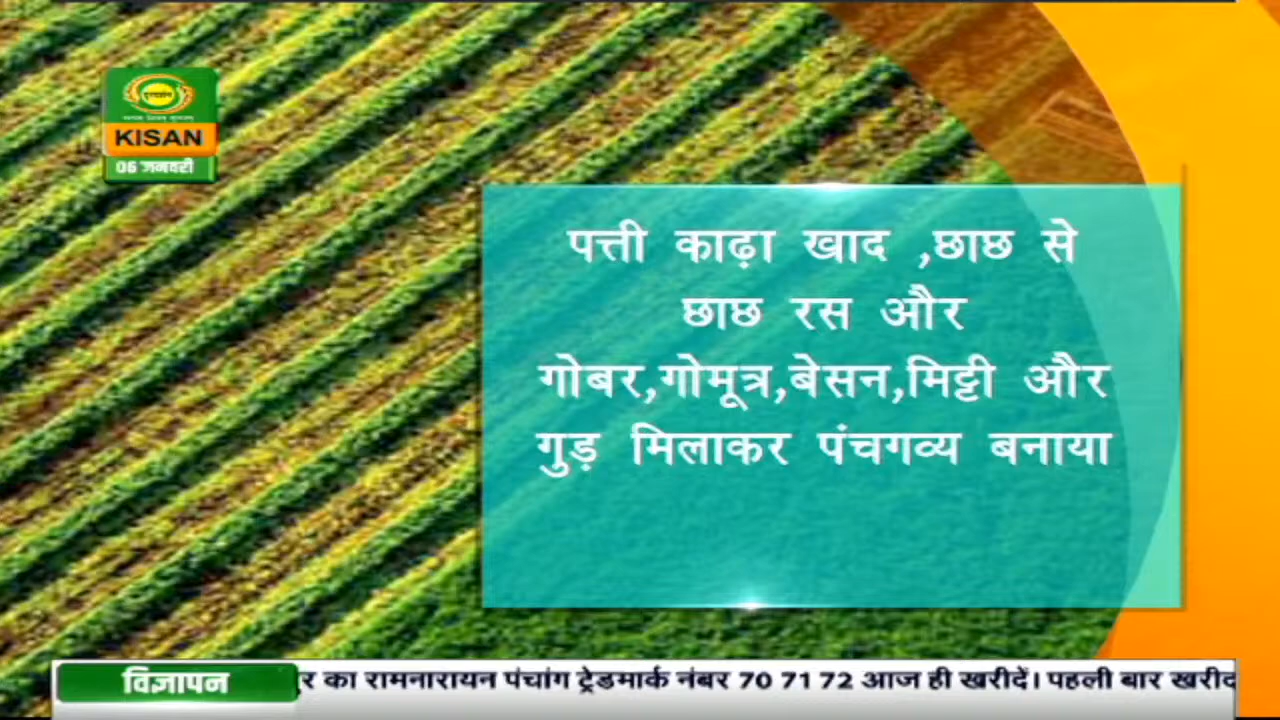 KISAN
06 जनवरी
पत्ती काढ़ा खाद ,छाछ से
छाछ रस और
गोबर,गोमूत्र,बेसन,मिट्टी और
गुड़ मिलाकर पंचगव्य बनाया
विज्ञापन
का रामनारायन पंचांग ट्रेडमार्क नंबर 70 71 72 आज ही खरीदें। पहली बार खरीद